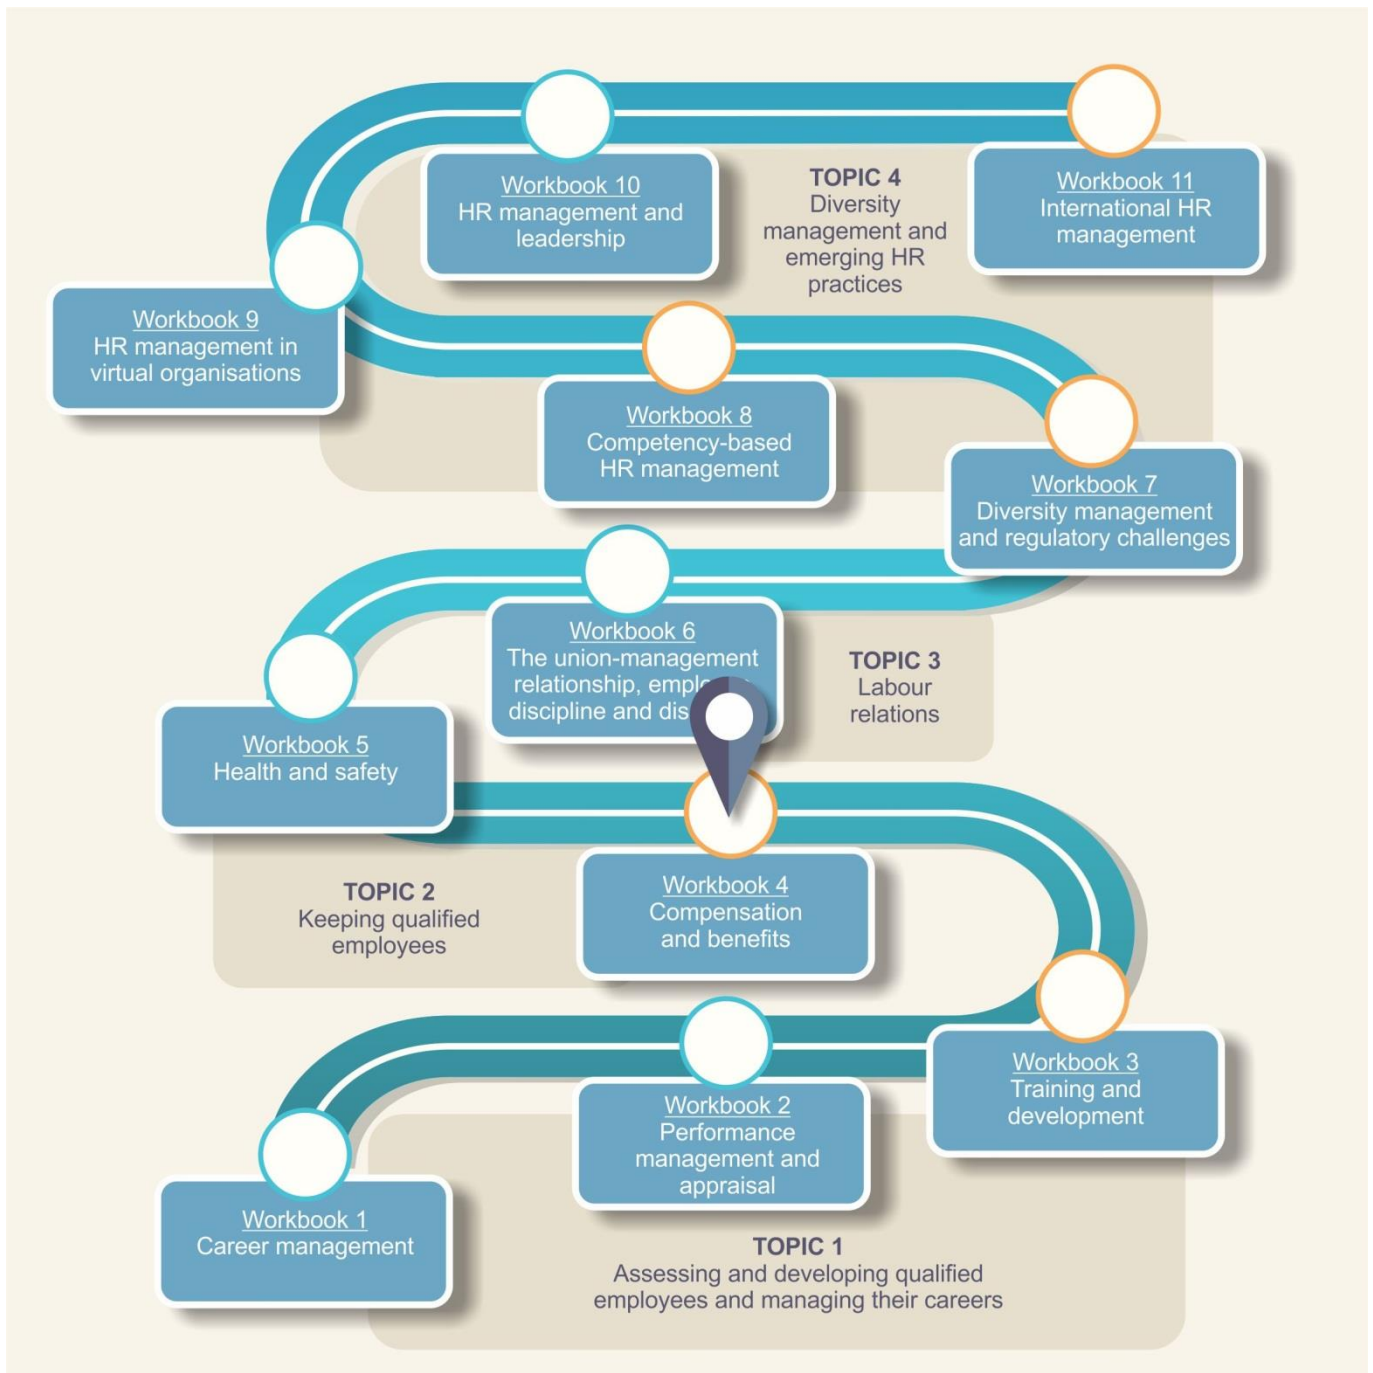 Workbook 10
HR management and
leadership
TOPIC 4
Diversity
management and
emerging HR
practices
Workbook 11
International HR
management
Workbook 9
HR management in
virtual organisations
Workbook 8
Competency-based
HR management
Workbook 7
Diversity management
and regulatory challenges
Workbook 6
The union-management
relationship,
discipline and
TOPIC 3
Labour
relations
Workbook 5
Health and safety
TOPIC 2
Keeping qualified
employees
Workbook 4
Compensation
and benefits
Workbook 3
Training and
development
Workbook 2
Performance
management and
appraisal
Workbook 1
Career management
TOPIC 1
Assessing and developing qualified
employees and managing their careers